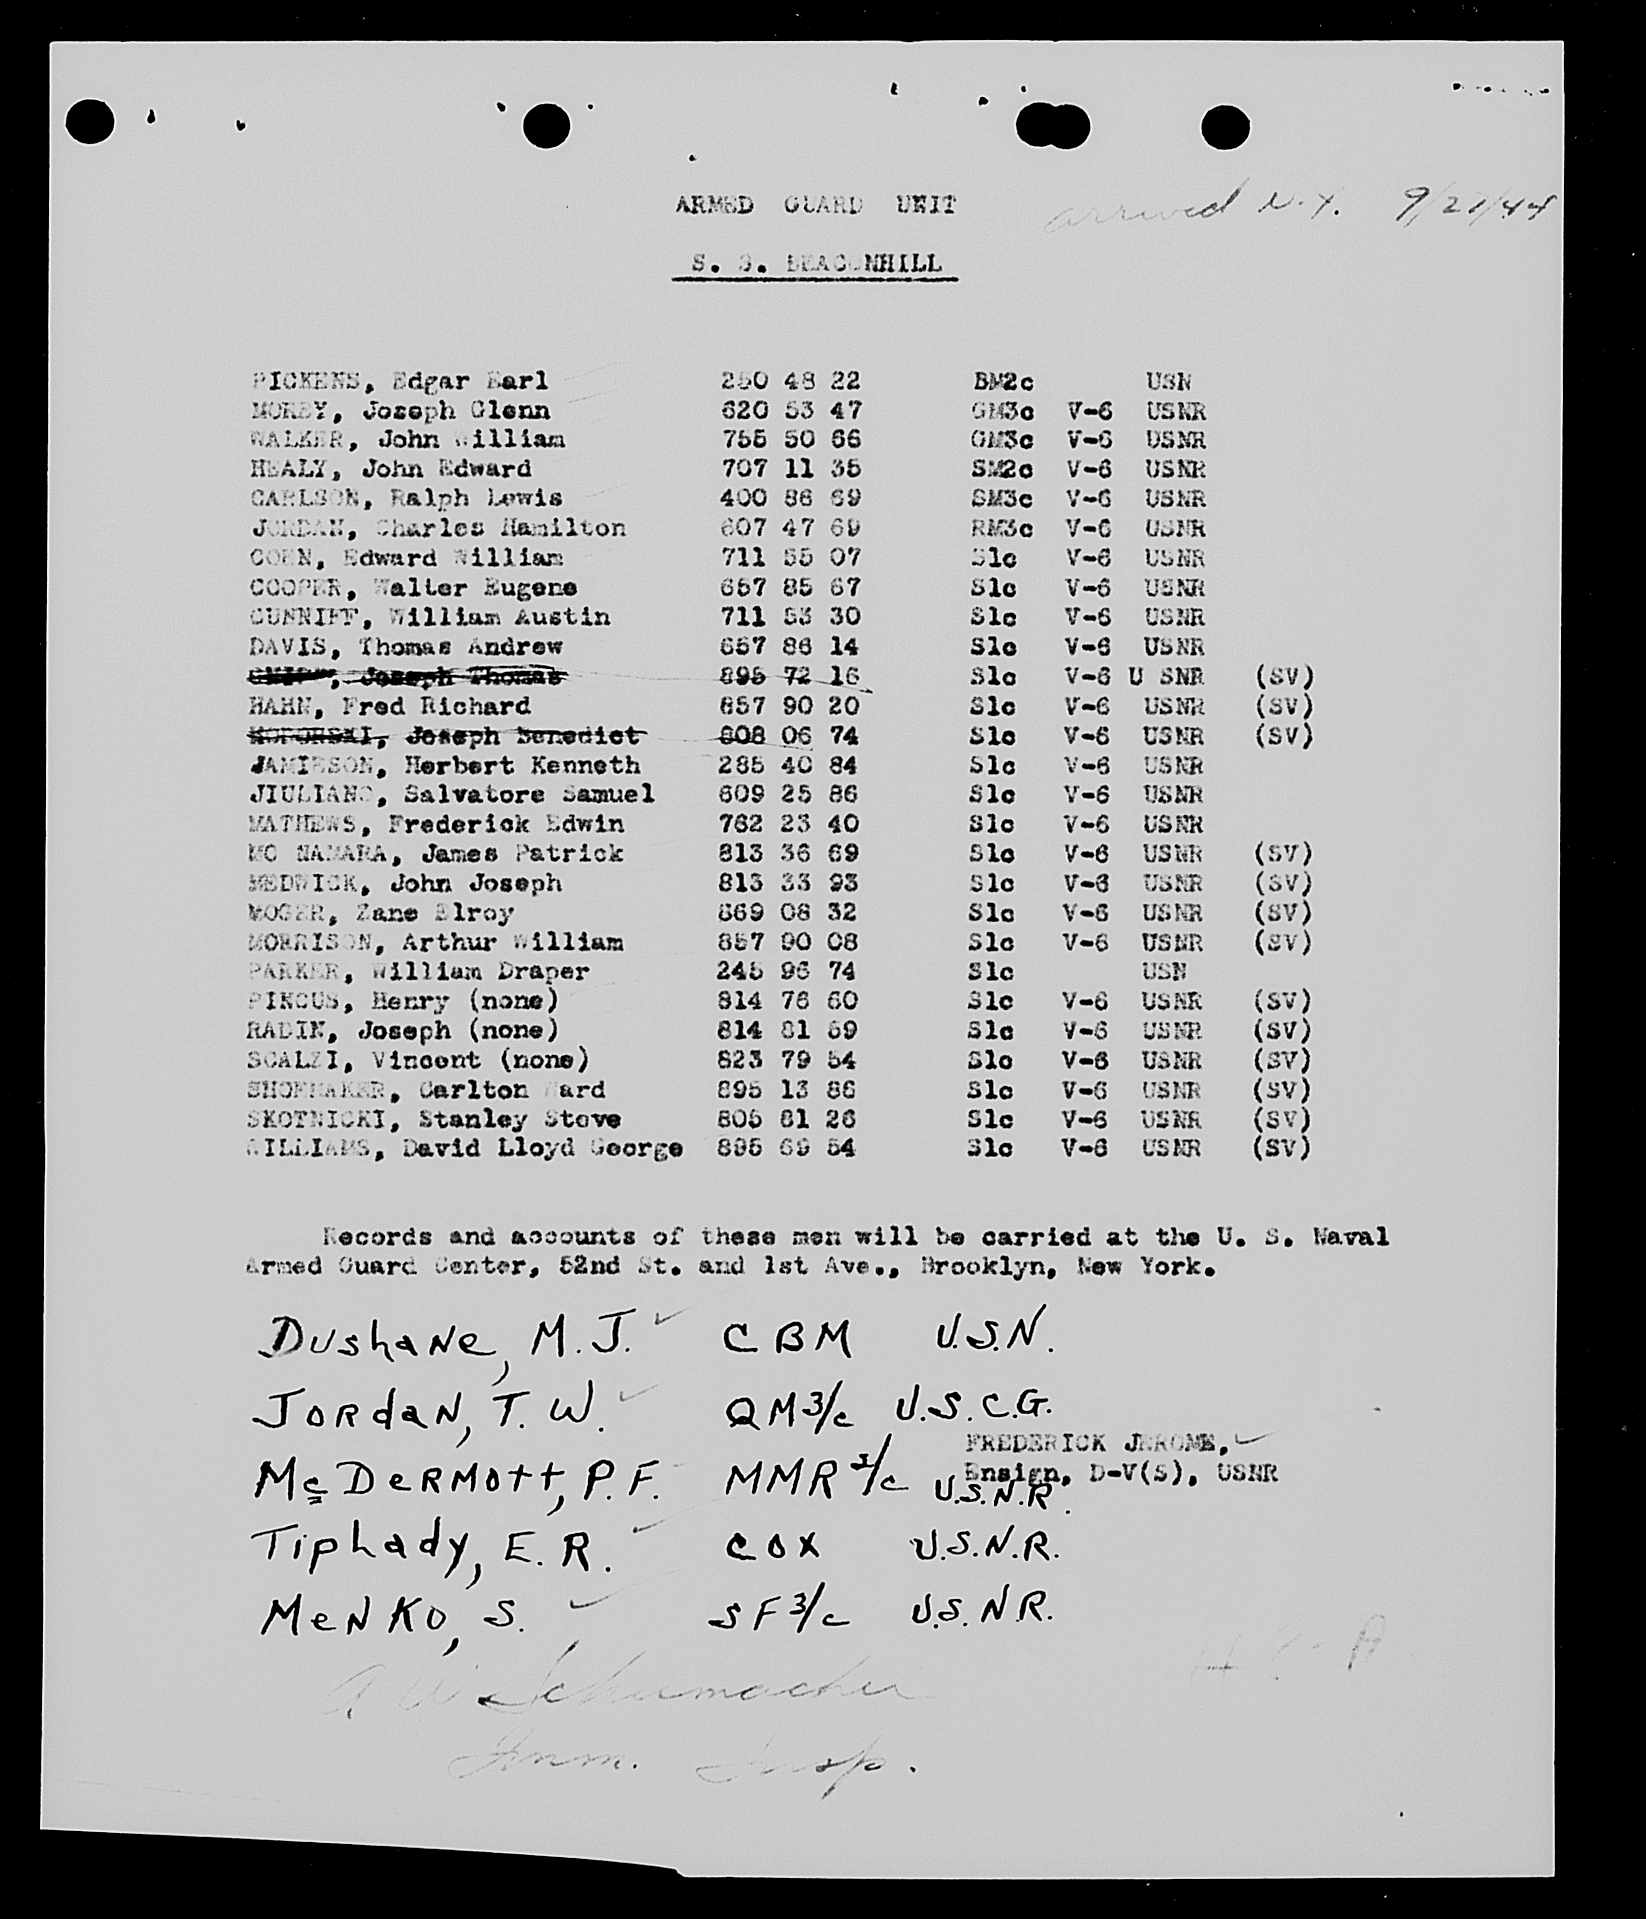 ARMED GUARD UNIT
arrived N.Y. 9/27/44
S. S. BEACONHILL
PICKENS, Edgar Earl 250 48 22 BM2c USN
MOREY, Joseph Glenn 620 53 47 GM3c V-6 USNR
WALKER, John William 755 50 66 GM3c V-6 USNR
HEALY, John Edward 707 11 35 SM2c V-6 USNR
CARLSON, Ralph Lewis 400 86 69 SM3c V-6 USNR
JORDAN, Charles Hamilton 607 47 69 RM3c V-6 USNR
COEN, Edward William 711 55 07 S1c V-6 USNR
COOPER, Walter Eugene 657 85 67 S1c V-6 USNR
CUNNIFF, William Austin 711 53 30 S1c V-6 USNR
DAVIS, Thomas Andrew 657 86 14 S1c V-6 USNR
Joseph Thomas 895 72 16 S1c V-6 U SNR (SV)
HAHN, Fred Richard 857 90 20 S1c V-6 USNR (SV)
Joseph Benedict 808 06 74 S1c V-6 USNR (SV)
JAMIESON, Herbert Kenneth 285 40 84 S1c V-6 USNR
JIULIANO, Salvatore Samuel 609 25 86 S1c V-6 USNR
MATHEWS, Frederick Edwin 762 23 40 S1c V-6 USNR
MC NAMARA, James Patrick 813 36 69 S1c V-6 USNR (SV)
MEDWICK, John Joseph 813 33 93 S1c V-6 USNR (SV)
MOSER, Zane Elroy 869 08 32 S1c V-6 USNR (SV)
MORRISON, Arthur William 857 90 08 S1c V-6 USNR (SV)
PARKER, William Draper 245 96 74 S1c USN
PINCUS, Henry (none) 814 76 60 S1c V-6 USNR (SV)
RADIN, Joseph (none) 814 81 69 S1c V-6 USNR (SV)
SCALZI, Vincent (none) 823 79 54 S1c V-6 USNR (SV)
SHOEMAKER, Carlton Ward 895 13 86 S1c V-6 USNR (SV)
SKOTNICKI, Stanley Steve 805 81 26 S1c V-6 USNR (SV)
WILLIAMS, David Lloyd George 895 69 54 S1c V-6 USNR (SV)
Records and accounts of these men will be carried at the U. S. Naval
Armed Guard Center, 52nd St. and 1st Ave., Brooklyn, New York.
Dushane, M. J. ✓ CBM U.S.N.
Jordan, T. W. ✓ QM 3/c U.S.C.G.
FREDERICK JEROME, ✓
Ensign, D-V(S), USNR
McDermott, P. F. MMR 1/c U.S.N.R.
Tiphady, E. R. ✓ COX U.S.N.R.
Menko, S. ✓ SF 3/c U.S.N.R.
A W Schumacher
Imm. Insp.